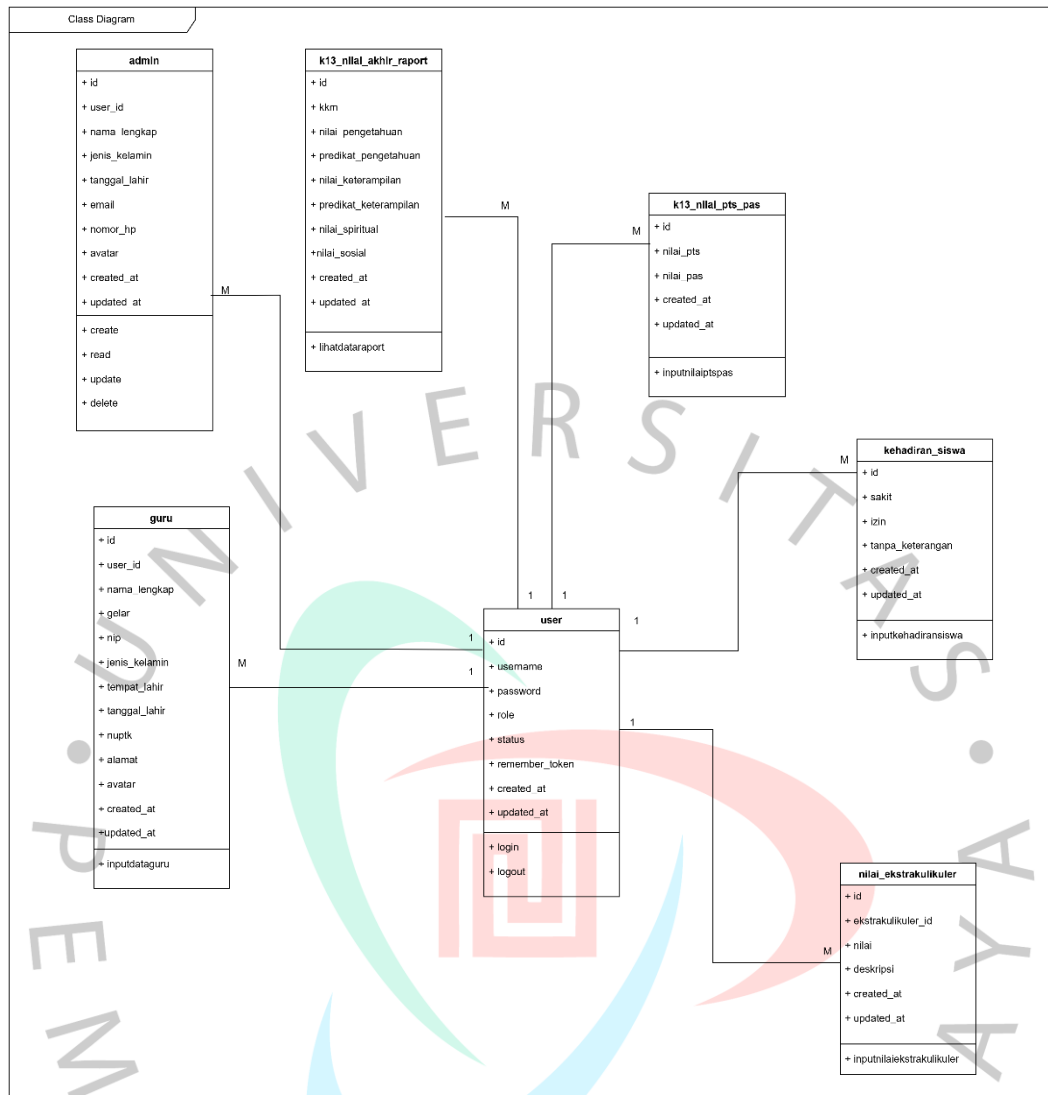 Class Diagram
admin
+ id
+ user_id
+ nama_lengkap
+ jenis_kelamin
+ tanggal_lahir
+ email
+ nomor_hp
+ avatar
+ created_at
+ updated_at
+ create
+ read
+ update
+ delete
k13_nilai_akhir_raport
+ id
+ kkm
+ nilai_pengetahuan
+ predikat_pengetahuan
+ nilai_keterampilan
+ predikat_keterampilan
+ nilai_spiritual
+nilai_sosial
+ created_at
+ updated_at
+ lihatdataraport
k13_nilai_pts_pas
+ id
+ nilai_pts
+ nilai_pas
+ created_at
+ updated_at
+ inputnilaiptspas
kehadiran_siswa
+ id
+ sakit
+ izin
+ tanpa_keterangan
+ created_at
+ updated_at
+ inputkehadiransiswa
guru
+ id
+ user_id
+ nama_lengkap
+ gelar
+ nip
+ jenis_kelamin
+ tempat_lahir
+ tanggal_lahir
+ nuptk
+ alamat
+ avatar
+ created_at
+updated_at
+ inputdataguru
user
+ id
+ username
+ password
+ role
+ status
+ remember_token
+ created_at
+ updated_at
+ login
+ logout
nilai_ekstrakulikuler
+ id
+ ekstrakulikuler_id
+ nilai
+ deskripsi
+ created_at
+ updated_at
+ inputnilaiekstrakulikuler
M
M
M
M
M
M
1
1
1
1
1
1
UNIVERSITAS
PEM
AYA